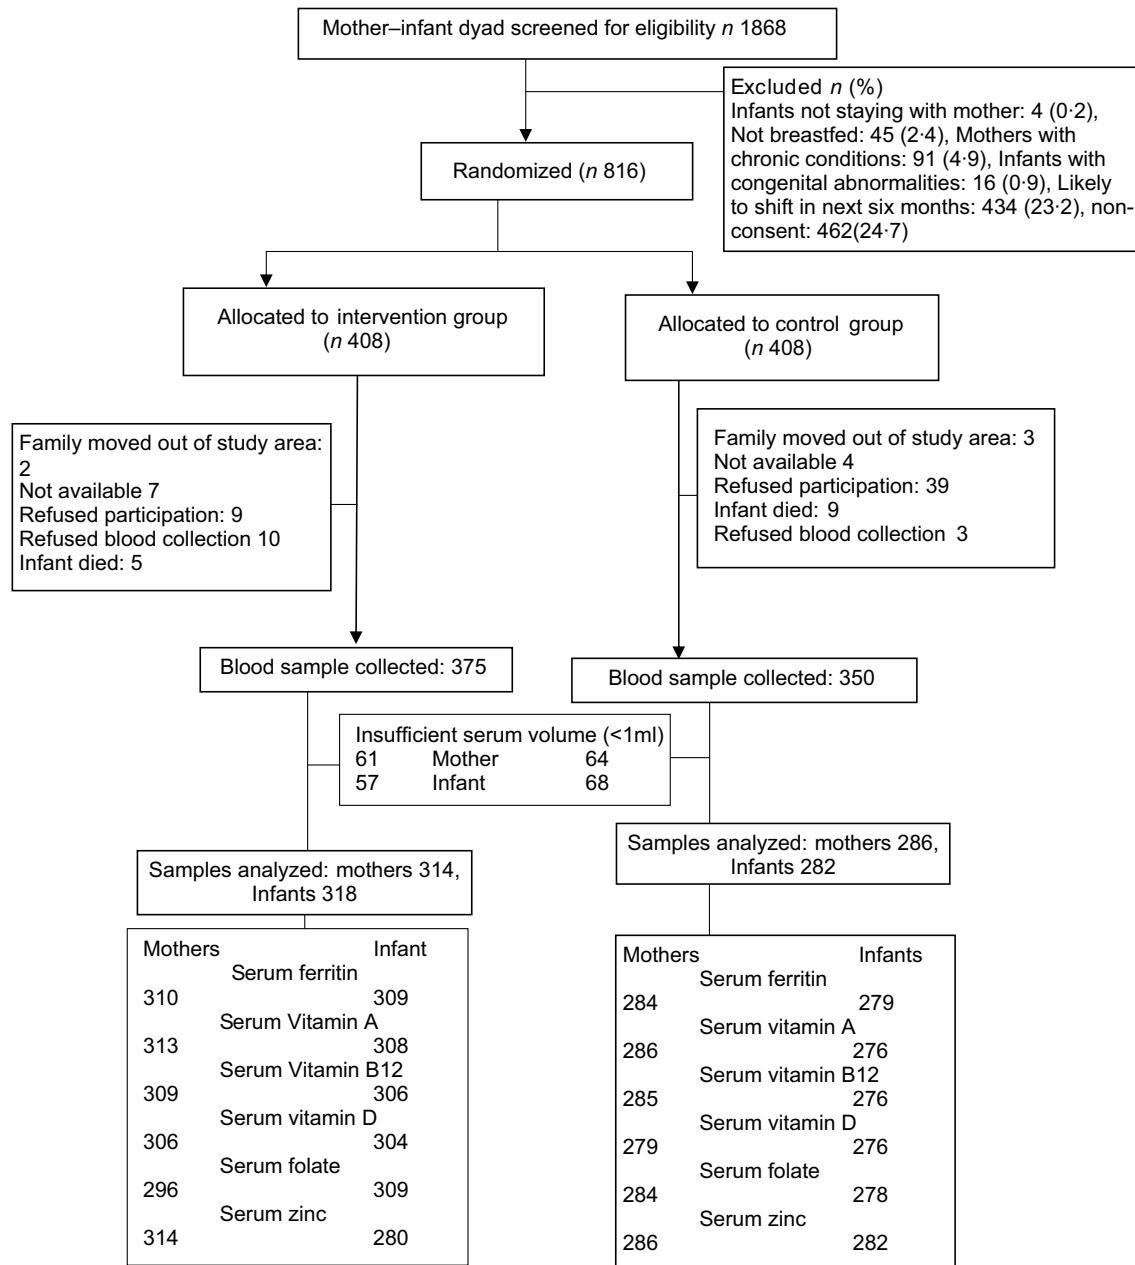 Mother–infant dyad screened for eligibility n 1868
Excluded n (%)
Infants not staying with mother: 4 (0·2),
Not breastfed: 45 (2·4), Mothers with
chronic conditions: 91 (4·9), Infants with
congenital abnormalities: 16 (0·9), Likely
to shift in next six months: 434 (23·2), non-
consent: 462(24·7)
Randomized (n 816)
Allocated to intervention group
(n 408)
Allocated to control group
(n 408)
Family moved out of study area:
2
Not available 7
Refused participation: 9
Refused blood collection 10
Infant died: 5
Family moved out of study area: 3
Not available 4
Refused participation: 39
Infant died: 9
Refused blood collection 3
Blood sample collected: 375
Blood sample collected: 350
Insufficient serum volume (<1ml)
61 Mother 64
57 Infant 68
Samples analyzed: mothers 314,
Infants 318
Samples analyzed: mothers 286,
Infants 282
Mothers Infant
Serum ferritin
310 309
Serum Vitamin A
313 308
Serum Vitamin B12
309 306
Serum vitamin D
306 304
Serum folate
296 309
Serum zinc
314 280
Mothers Infants
Serum ferritin
284 279
Serum vitamin A
286 276
Serum vitamin B12
285 276
Serum vitamin D
279 276
Serum folate
284 278
Serum zinc
286 282